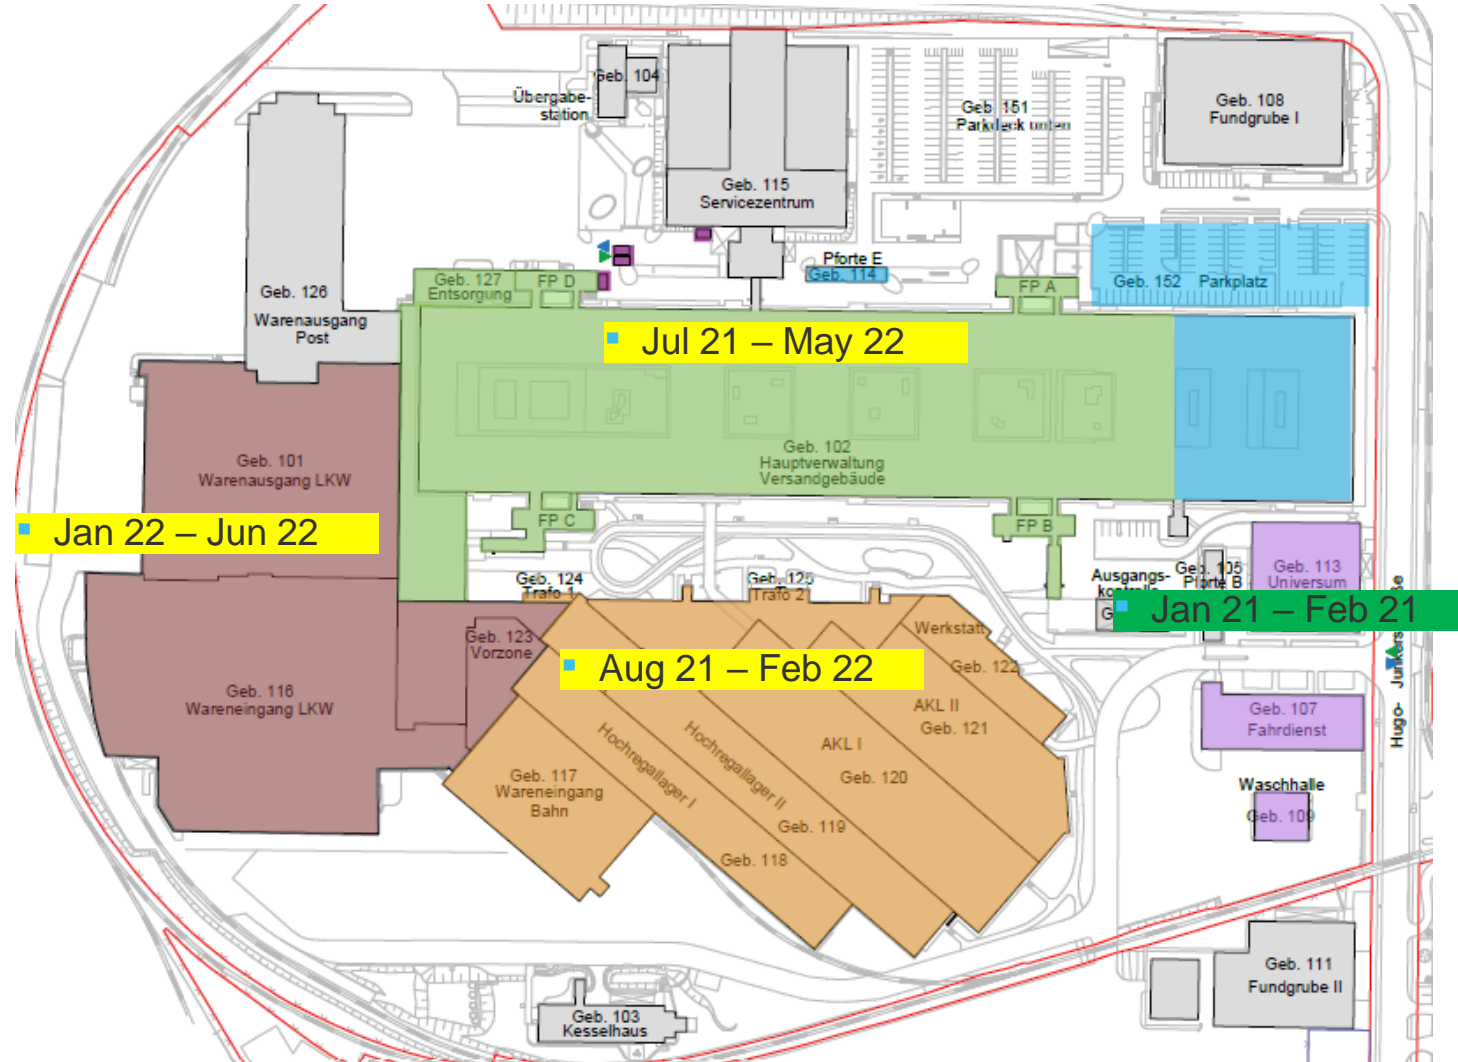 Geb. 104
Übergabe-
station
Geb. 151
Parkdeck unten
Geb. 108
Fundgrube I
Geb. 115
Servicezentrum
Geb. 126
Warenausgang
Post
Geb. 127
Entsorgung
FP D
Pforte E
Geb. 114
FP A
Geb. 152 Parkplatz
Jul 21 – May 22
Geb. 102
Hauptverwaltung
Versandgebäude
Geb. 101
Warenausgang LKW
Jan 22 – Jun 22
FP C
FP B
Geb. 124
Trafo 1
Geb. 125
Trafo 2
Ausgangs-
Geb. 105
Pforte B
Geb. 113
Universum
Jan 21 – Feb 21
Geb. 123
Vorzone
Werkstatt
Geb. 122
Aug 21 – Feb 22
Geb. 116
Wareneingang LKW
AKL II
Geb. 121
Geb. 107
Fahrdienst
Hugo-
Hochregallager I
Hochregallager II
AKL I
Geb. 120
Geb. 117
Wareneingang
Bahn
Geb. 119
Geb. 118
Waschhalle
Geb. 109
Geb. 111
Fundgrube II
Geb. 103
Kesselhaus